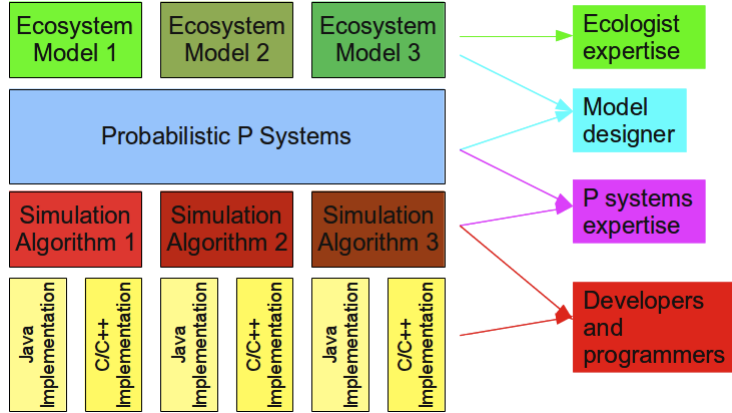 Ecosystem
Model 1
Ecosystem
Model 2
Ecosystem
Model 3
Ecologist
expertise
Probabilistic P Systems
Model
designer
Simulation
Algorithm 1
Simulation
Algorithm 2
Simulation
Algorithm 3
P systems
expertise
Java
Implementation
C/C++
Implementation
Java
Implementation
C/C++
Implementation
Java
Implementation
C/C++
Implementation
Developers
and
programmers